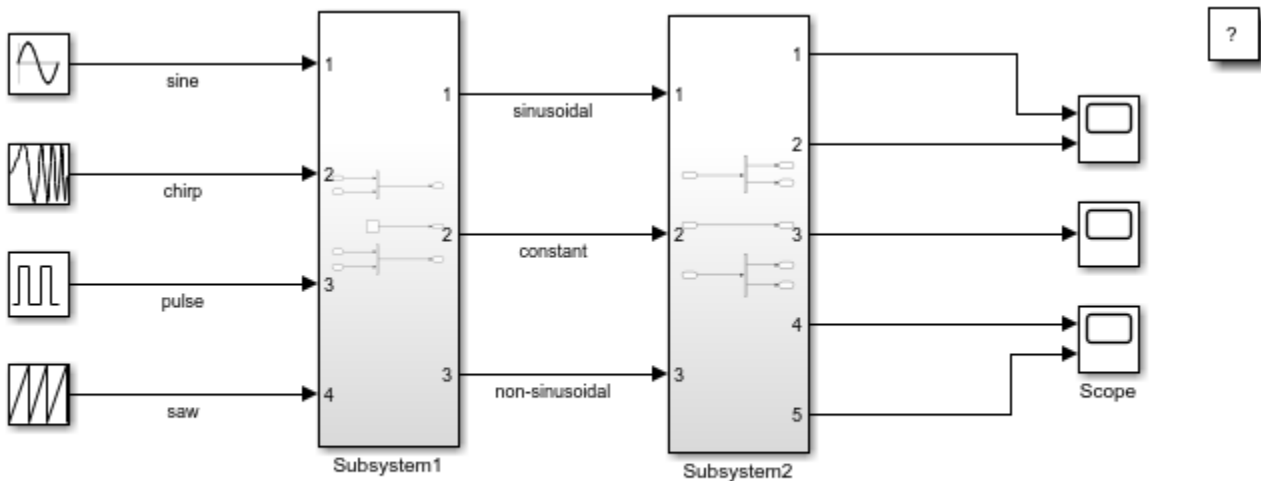 ?
sine
chirp
pulse
saw
1
2
3
4
1
2
3
Subsystem1
sinusoidal
constant
non-sinusoidal
1
2
3
1
2
3
4
5
Subsystem2
Scope